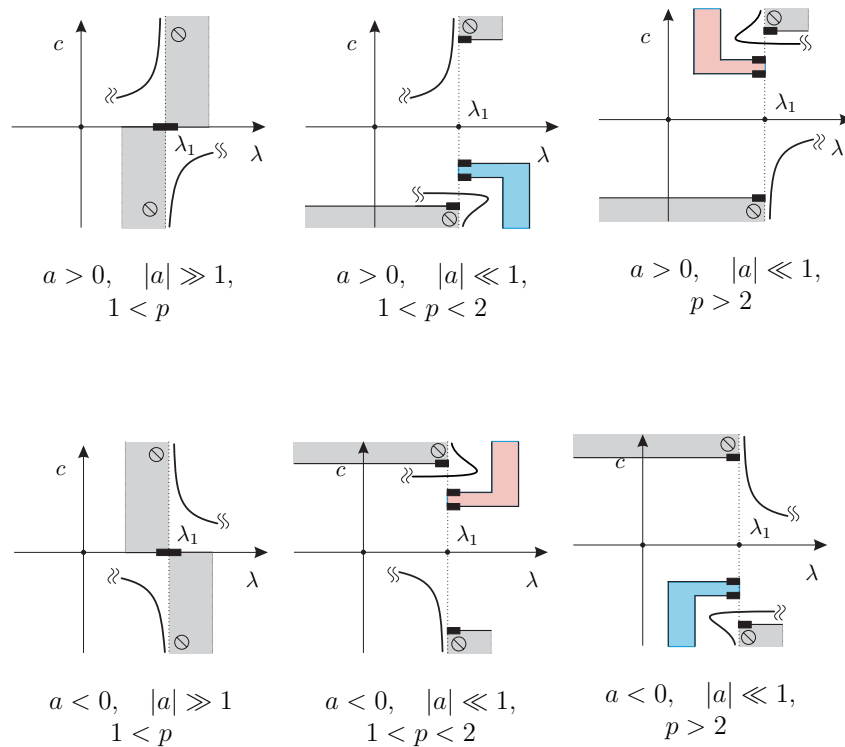 c
λ₁
λ
a > 0, |a| ≫ 1,
1 < p
c
λ₁
λ
a > 0, |a| ≪ 1,
1 < p < 2
c
λ₁
λ
a > 0, |a| ≪ 1,
p > 2
c
λ₁
λ
a < 0, |a| ≫ 1
1 < p
c
λ₁
λ
a < 0, |a| ≪ 1,
1 < p < 2
c
λ₁
λ
a < 0, |a| ≪ 1,
p > 2